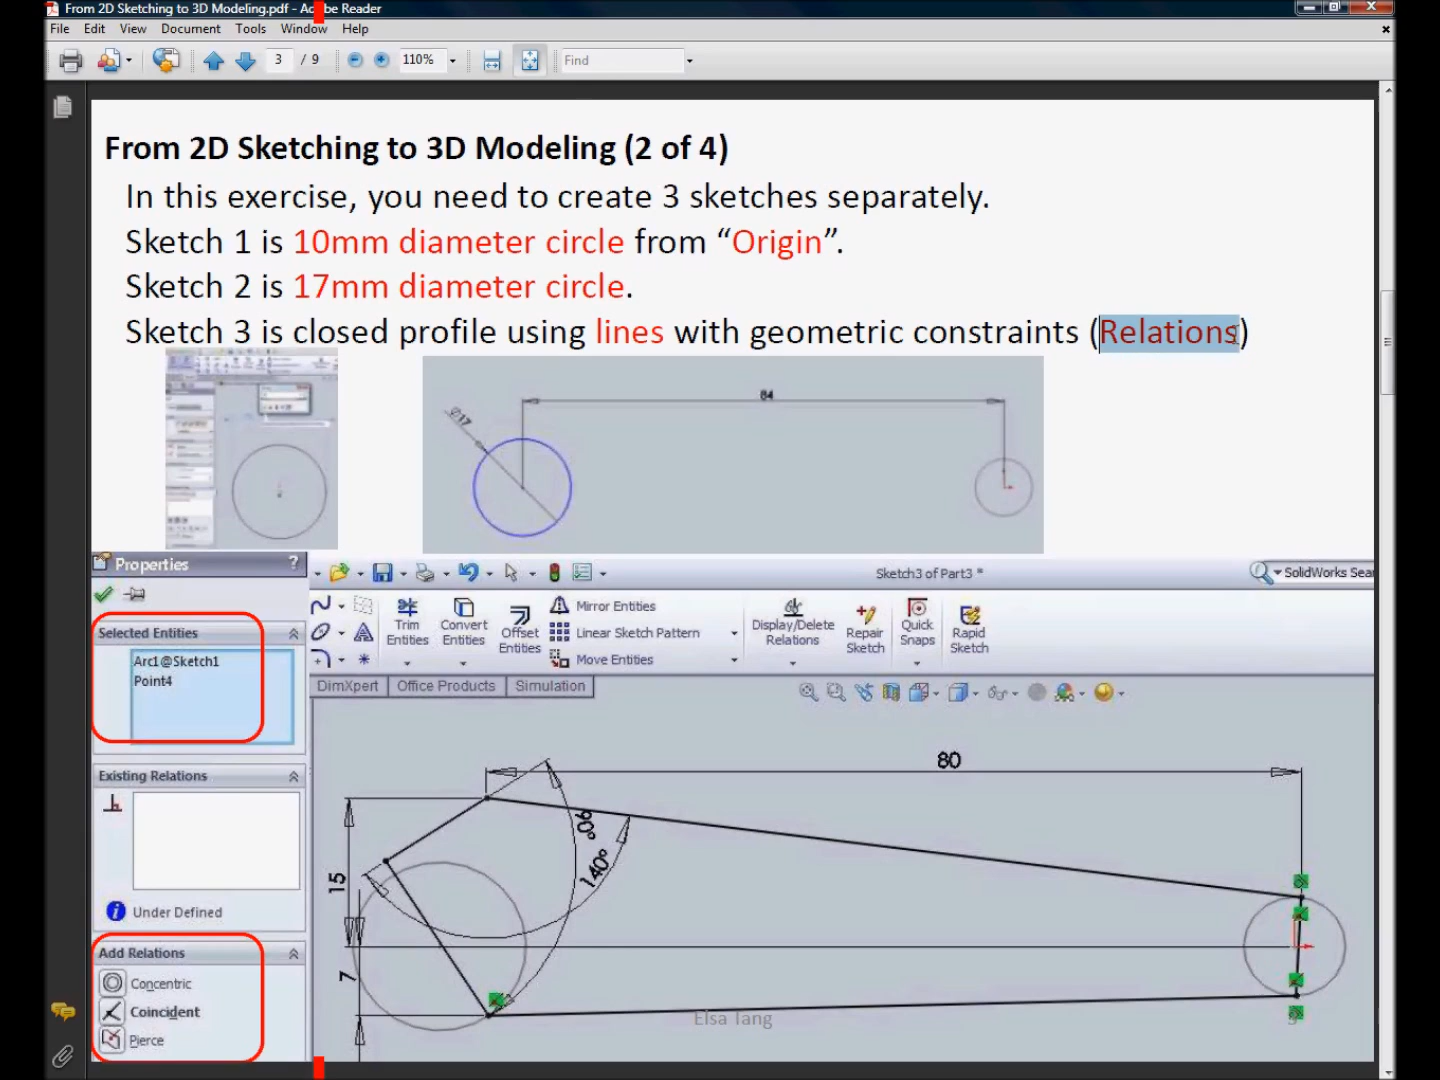 From 2D Sketching to 3D Modeling.pdf - Adobe Reader
File Edit View Document Tools Window Help
3 / 9 110% Find
From 2D Sketching to 3D Modeling (2 of 4)
In this exercise, you need to create 3 sketches separately.
Sketch 1 is 10mm diameter circle from “Origin”.
Sketch 2 is 17mm diameter circle.
Sketch 3 is closed profile using lines with geometric constraints (Relations)
84
Ø17
Properties ?
Sketch3 of Part3 *
SolidWorks Sear
Selected Entities
Arc1@Sketch1
Point4
Trim Entities
Convert Entities
Offset Entities
Mirror Entities
Linear Sketch Pattern
Move Entities
Display/Delete Relations
Repair Sketch
Quick Snaps
Rapid Sketch
DimXpert Office Products Simulation
Existing Relations
Under Defined
Add Relations
Concentric
Coincident
Pierce
80
90°
140°
15
7
Elsa Tang